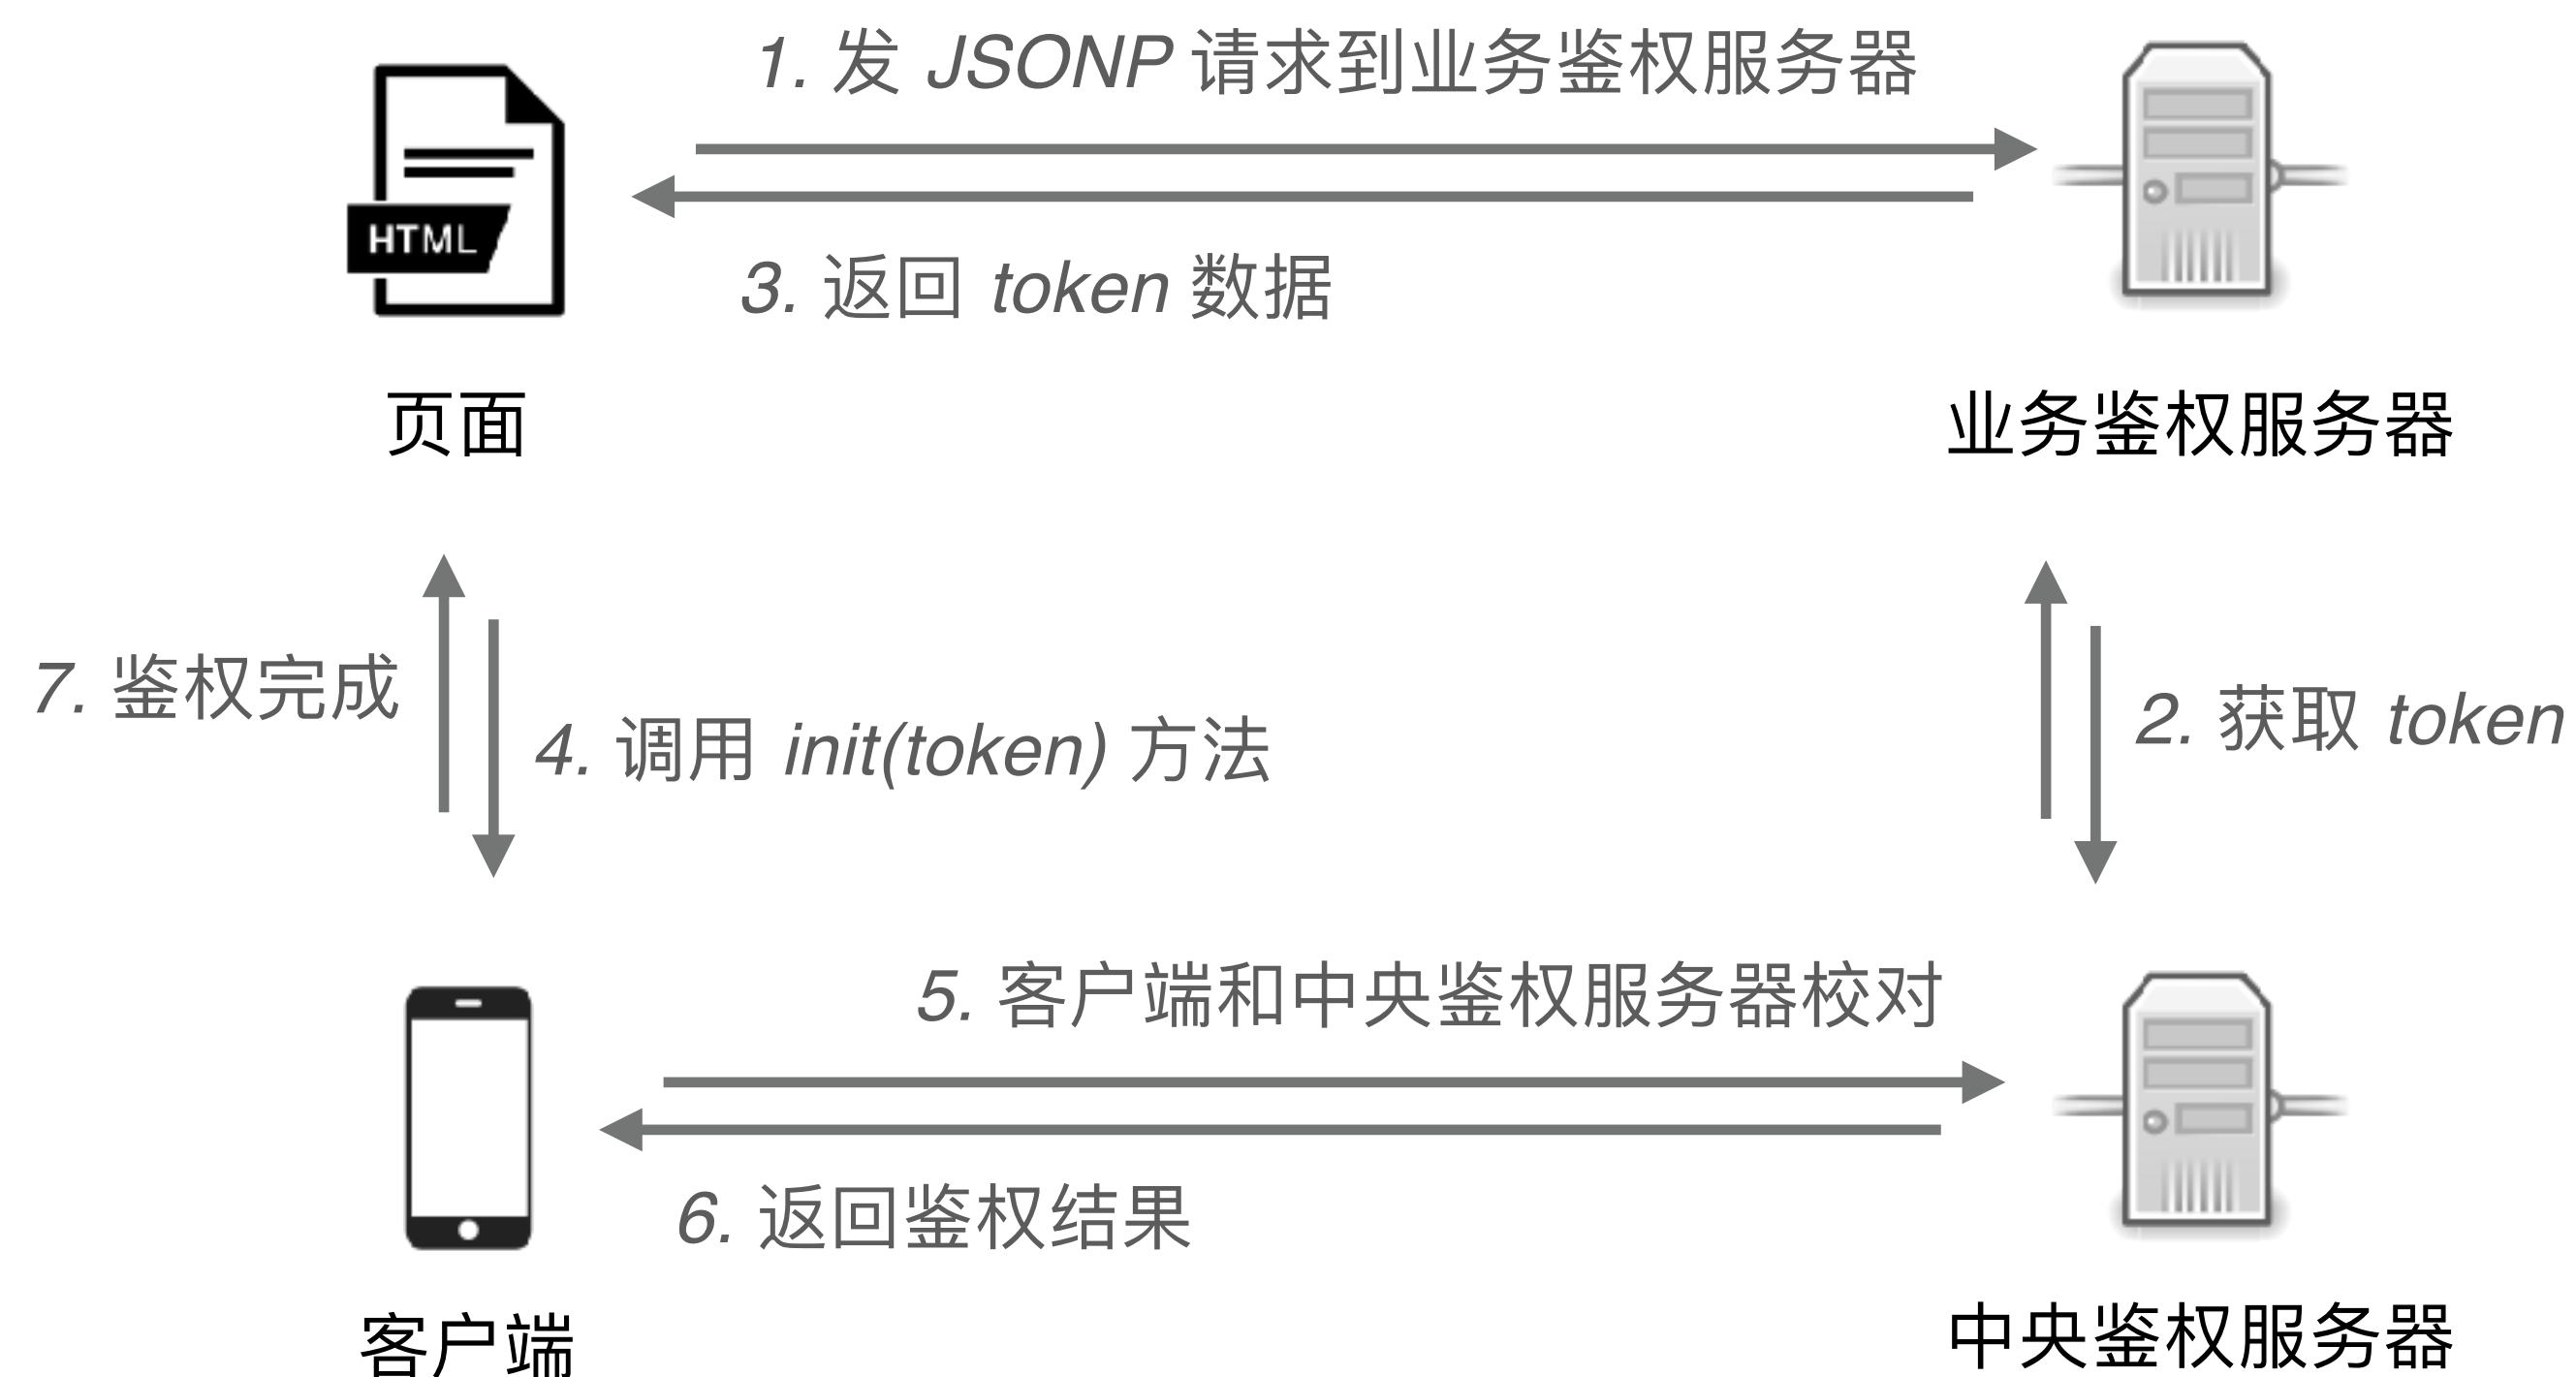 1. 发 JSONP 请求到业务鉴权服务器
HTML
3. 返回 token 数据
页面
业务鉴权服务器
7. 鉴权完成
4. 调用 init(token) 方法
2. 获取 token
5. 客户端和中央鉴权服务器校对
6. 返回鉴权结果
客户端
中央鉴权服务器